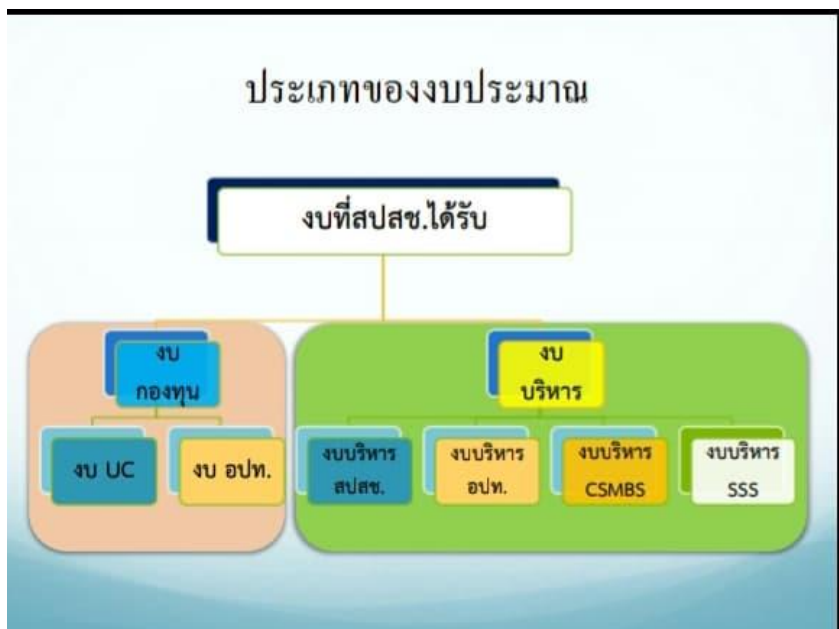 ประเภทของงบประมาณ
งบที่สปสช.ได้รับ
งบ
กองทุน
งบ
บริหาร
งบ UC
งบ อปท.
งบบริหาร
สปสช.
งบบริหาร
อปท.
งบบริหาร
CSMBS
งบบริหาร
SSS